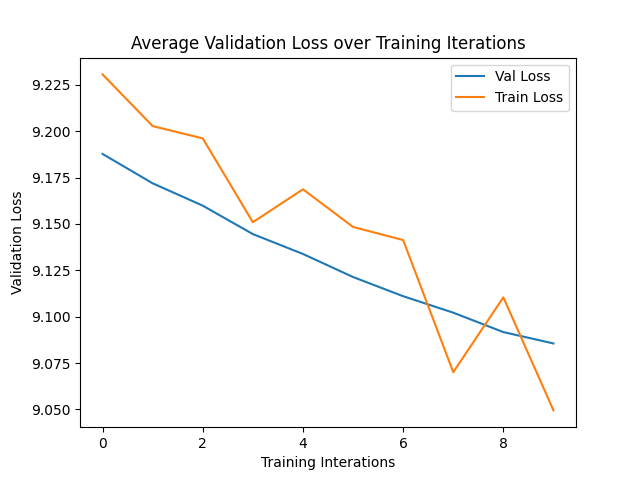 Average Validation Loss over Training Iterations
Val Loss
Train Loss
9.225
9.200
9.175
9.150
9.125
9.100
9.075
9.050
Validation Loss
0 2 4 6 8
Training Interations